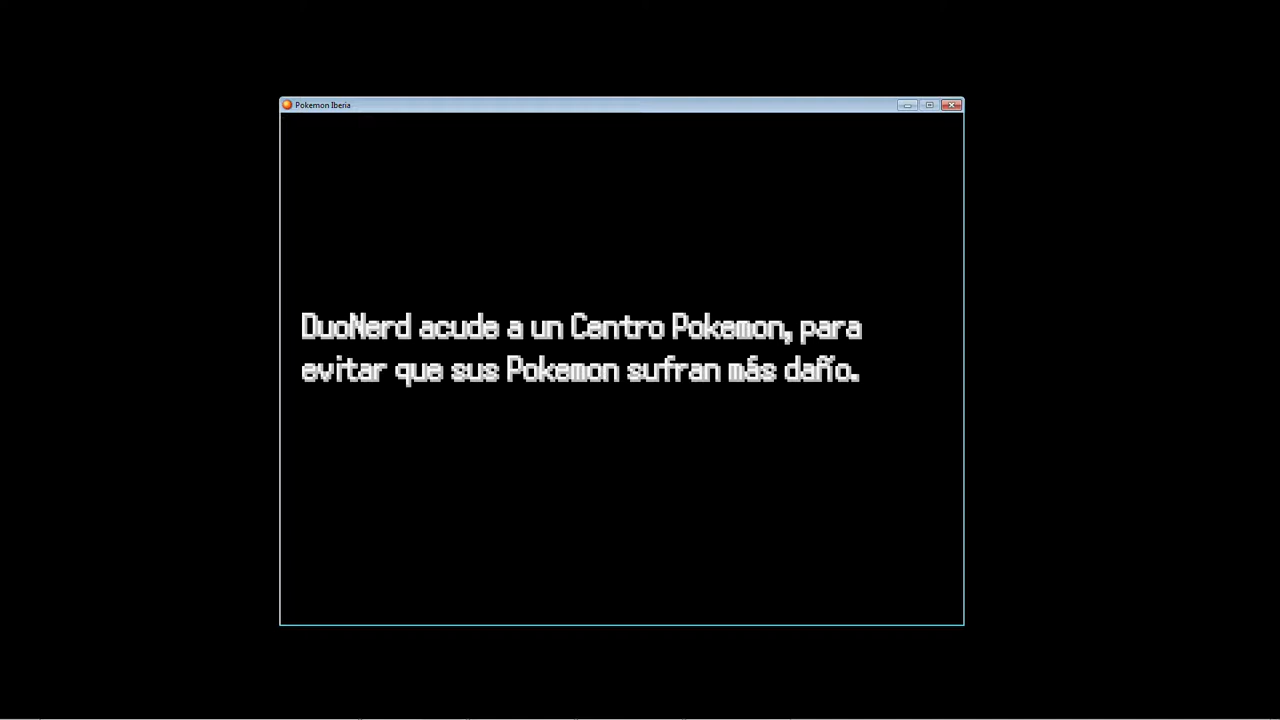 Pokemon Iberia
DuoNerd acude a un Centro Pokemon, para
evitar que sus Pokemon sufran más daño.